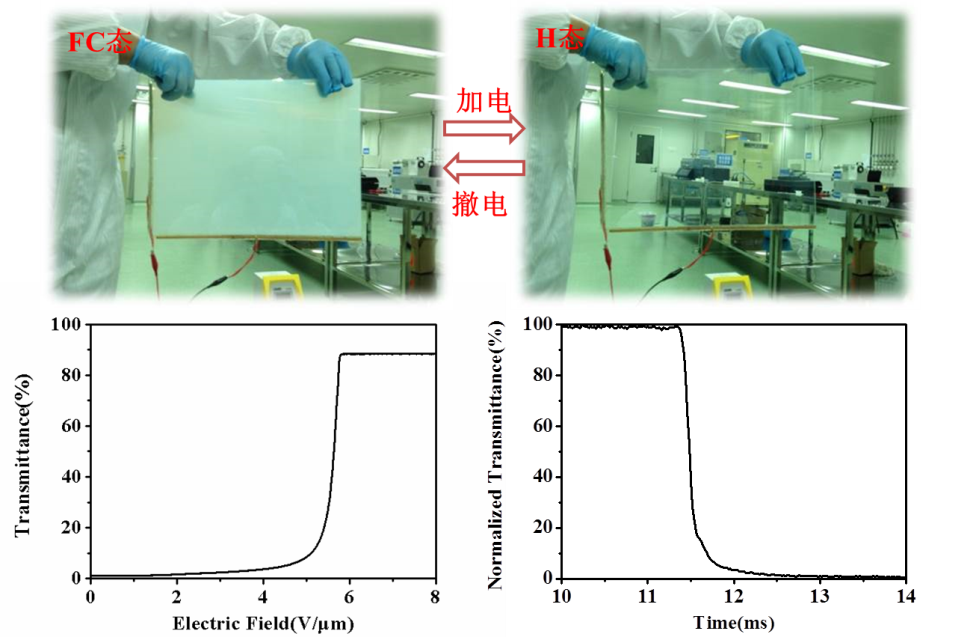 FC态
H态
加电
撤电
100
80
60
40
20
0
Transmittance(%)
0 2 4 6 8
Electric Field(V/μm)
100
80
60
40
20
0
Normalized Transmittance(%)
10 11 12 13 14
Time(ms)